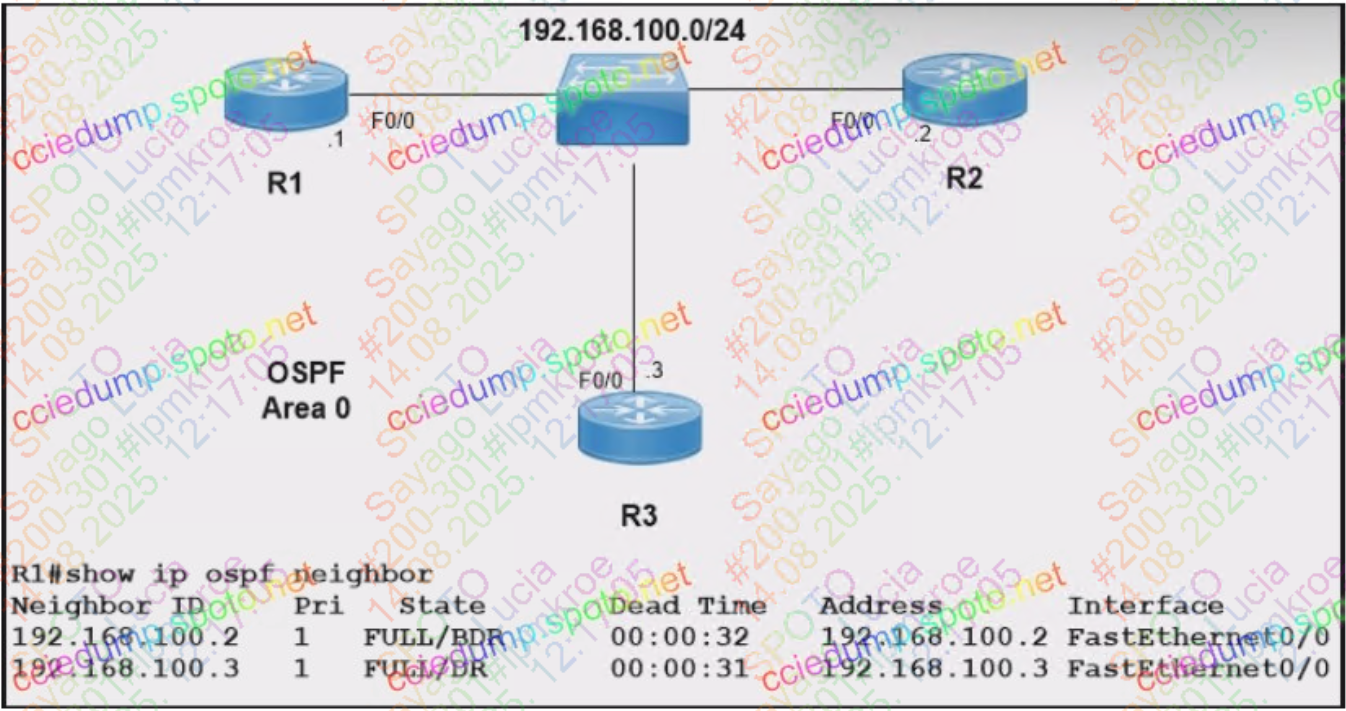 192.168.100.0/24
F0/0
.1
R1
F0/0
.2
R2
OSPF
Area 0
F0/0
.3
R3
R1#show ip ospf neighbor
Neighbor ID Pri State Dead Time Address Interface
192.168.100.2 1 FULL/BDR 00:00:32 192.168.100.2 FastEthernet0/0
192.168.100.3 1 FULL/DR 00:00:31 192.168.100.3 FastEthernet0/0
cciedump.spoto.net
SPOTO Lucia
Sayago #lpmkroe
#200-301
14.08.2025. 12:17:05